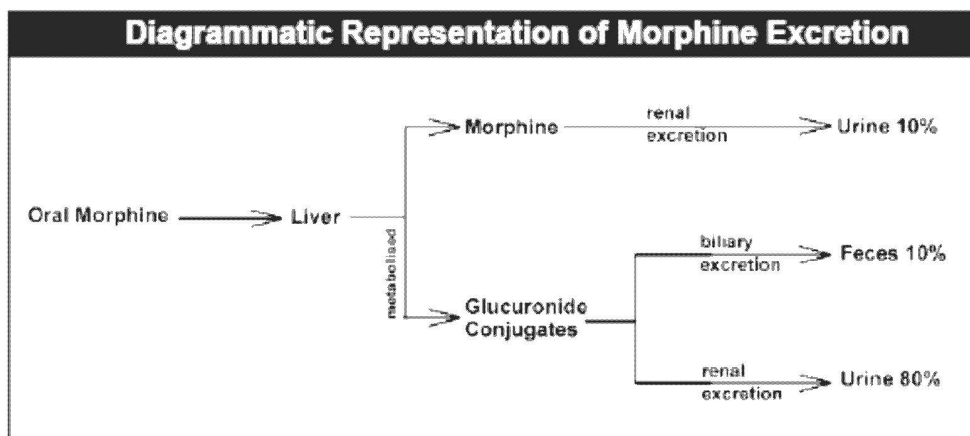 Diagrammatic Representation of Morphine Excretion
Morphine
renal
excretion
Urine 10%
Oral Morphine
Liver
metabolised
biliary
excretion
Feces 10%
Glucuronide
Conjugates
renal
excretion
Urine 80%